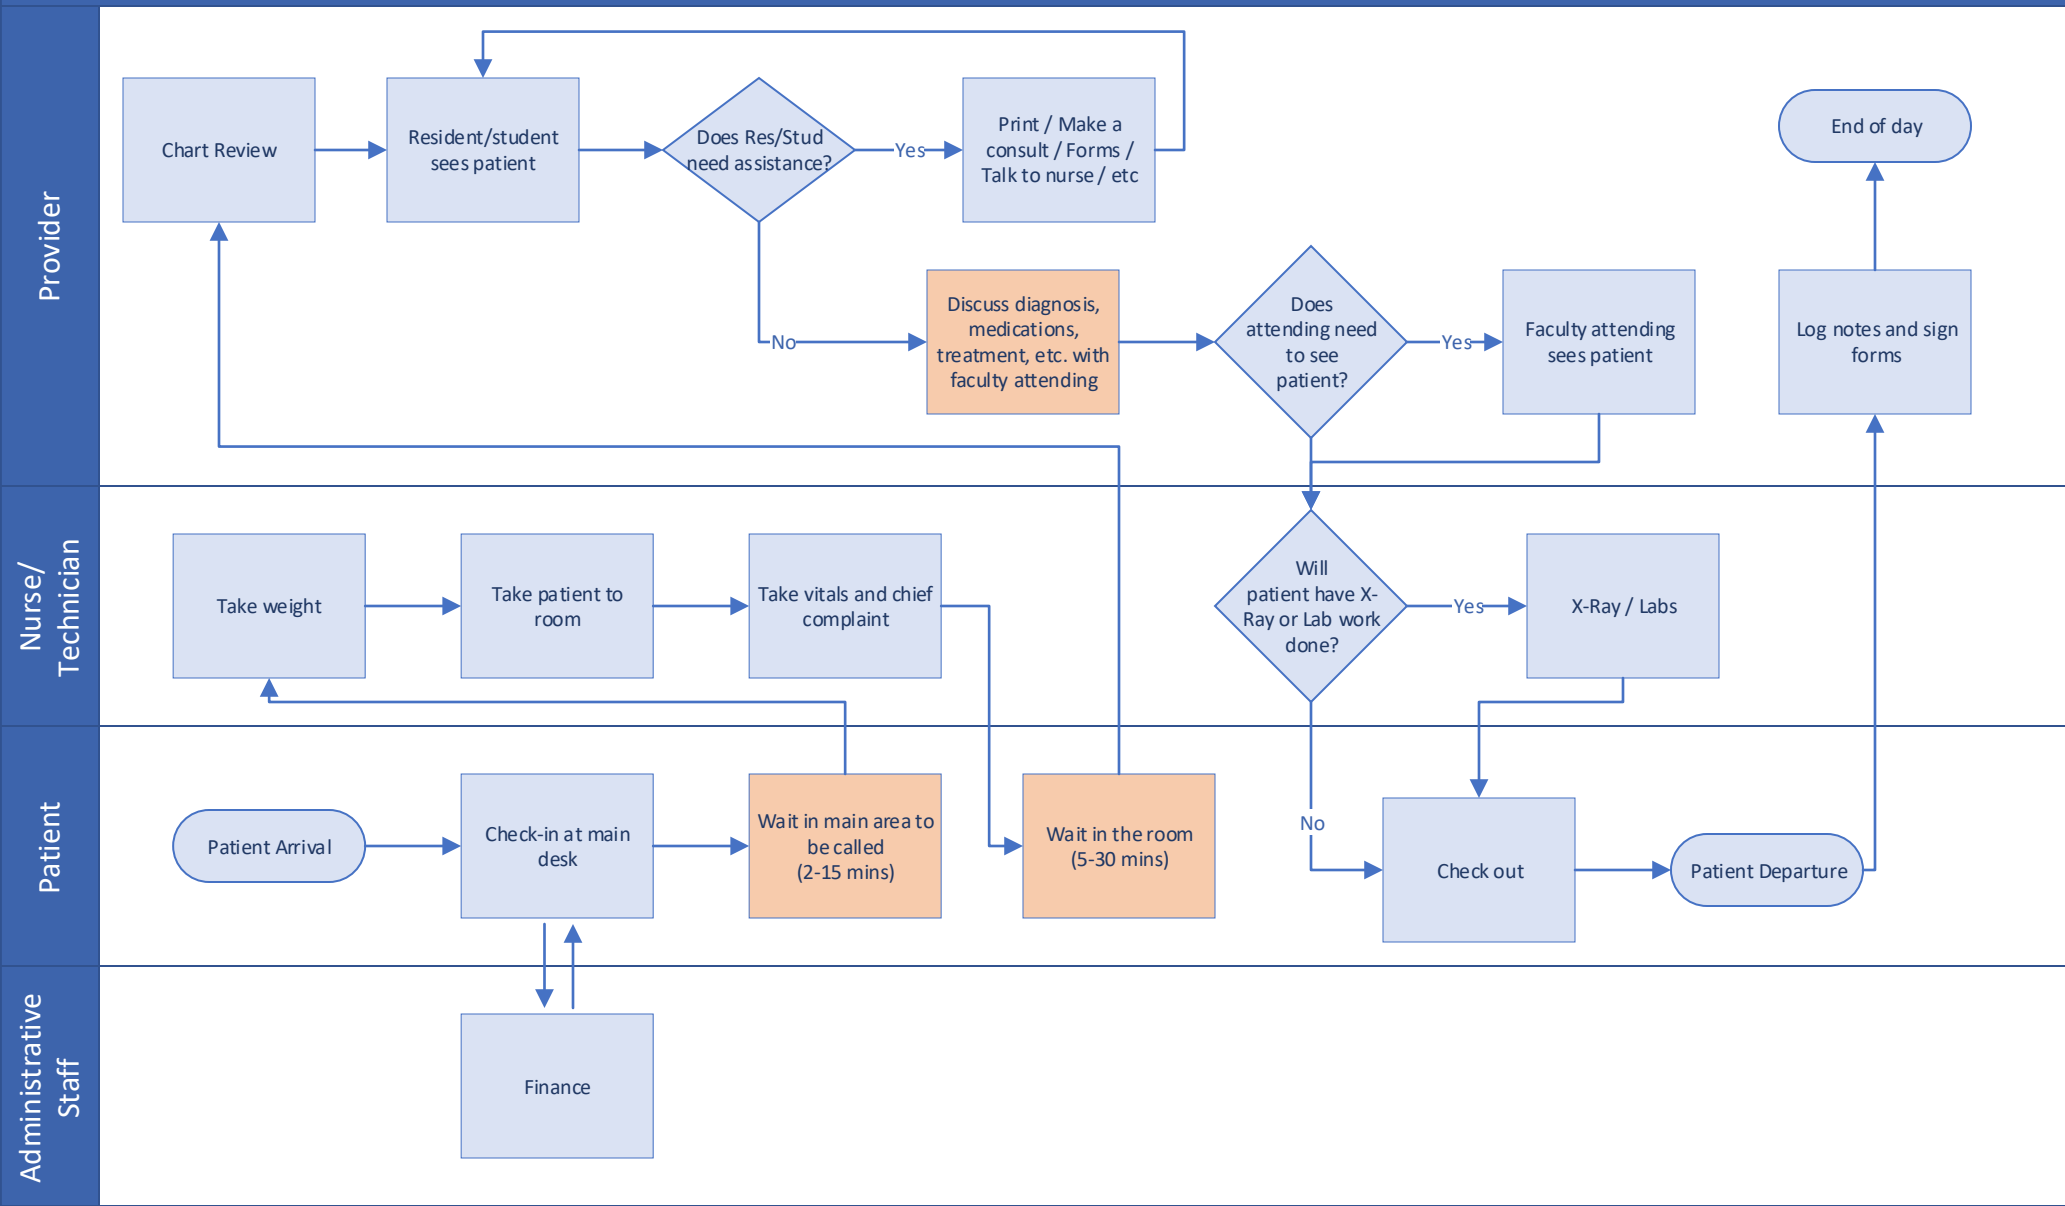 Provider
Chart Review
Resident/student
sees patient
Does Res/Stud
need assistance?
Yes
Print / Make a
consult / Forms /
Talk to nurse / etc
End of day
No
Discuss diagnosis,
medications,
treatment, etc. with
faculty attending
Does
attending need
to see
patient?
Yes
Faculty attending
sees patient
Log notes and sign
forms
Nurse/
Technician
Take weight
Take patient to
room
Take vitals and chief
complaint
Will
patient have X-
Ray or Lab work
done?
Yes
X-Ray / Labs
Patient
Patient Arrival
Check-in at main
desk
Wait in main area to
be called
(2-15 mins)
Wait in the room
(5-30 mins)
No
Check out
Patient Departure
Administrative
Staff
Finance